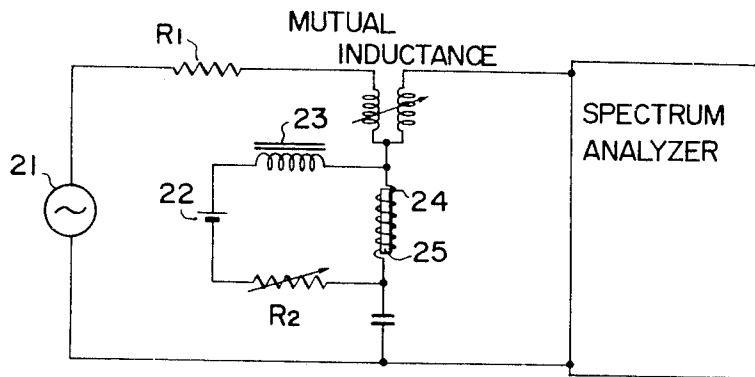 MUTUAL
INDUCTANCE
R1
23
SPECTRUM
ANALYZER
21
22
24
25
R2